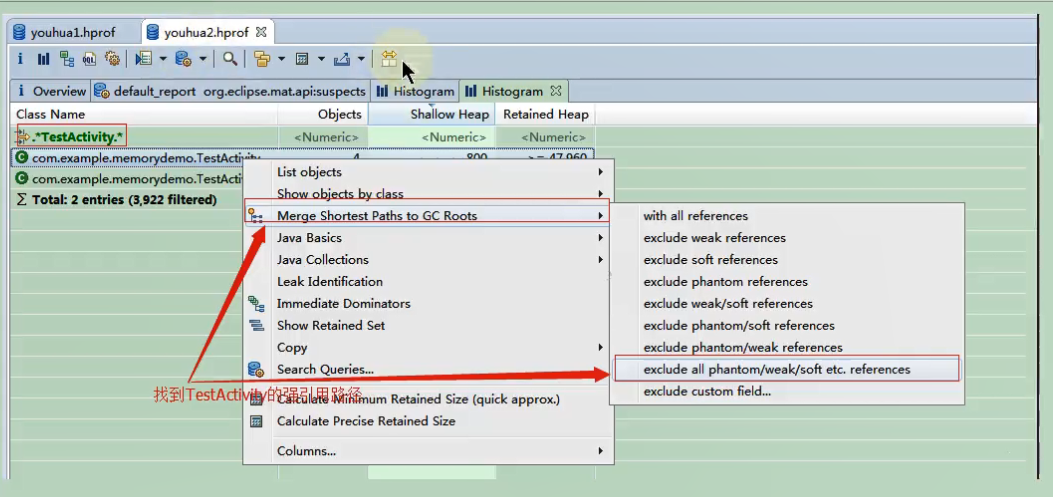 youhua1.hprof youhua2.hprof
Overview default_report org.eclipse.mat.api:suspects Histogram Histogram
Class Name Objects Shallow Heap Retained Heap
.*TestActivity.* <Numeric> <Numeric> <Numeric>
com.example.memorydemo.TestActivity 4 800 >= 47,960
com.example.memorydemo.TestActi
∑ Total: 2 entries (3,922 filtered)
List objects
Show objects by class
Merge Shortest Paths to GC Roots
Java Basics
Java Collections
Leak Identification
Immediate Dominators
Show Retained Set
Copy
Search Queries...
Calculate Minimum Retained Size (quick approx.)
Calculate Precise Retained Size
Columns...
with all references
exclude weak references
exclude soft references
exclude phantom references
exclude weak/soft references
exclude phantom/soft references
exclude phantom/weak references
exclude all phantom/weak/soft etc. references
exclude custom field...
找到TestActivity的强引用路径